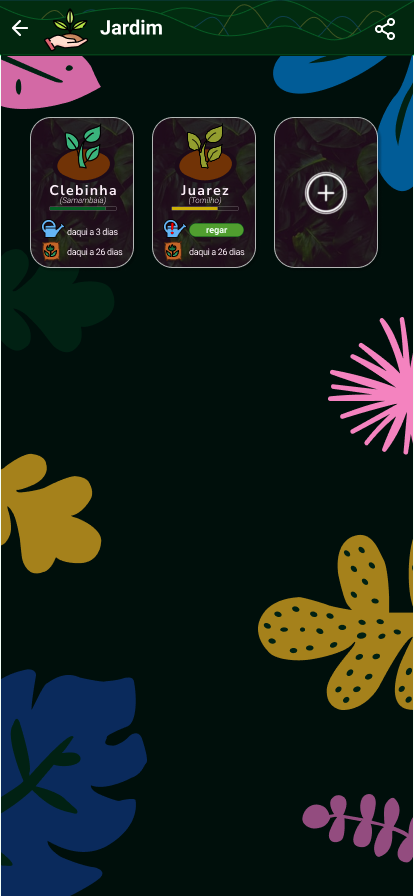 Jardim
Clebinha
(Samambaia)
daqui a 3 dias
daqui a 26 dias
Juarez
(Tomilho)
regar
daqui a 26 dias